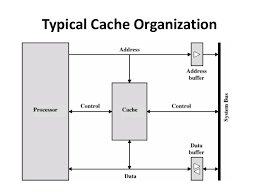 Typical Cache Organization
Address
Address
buffer
Processor
Control
Cache
Control
System Bus
Data
buffer
Data